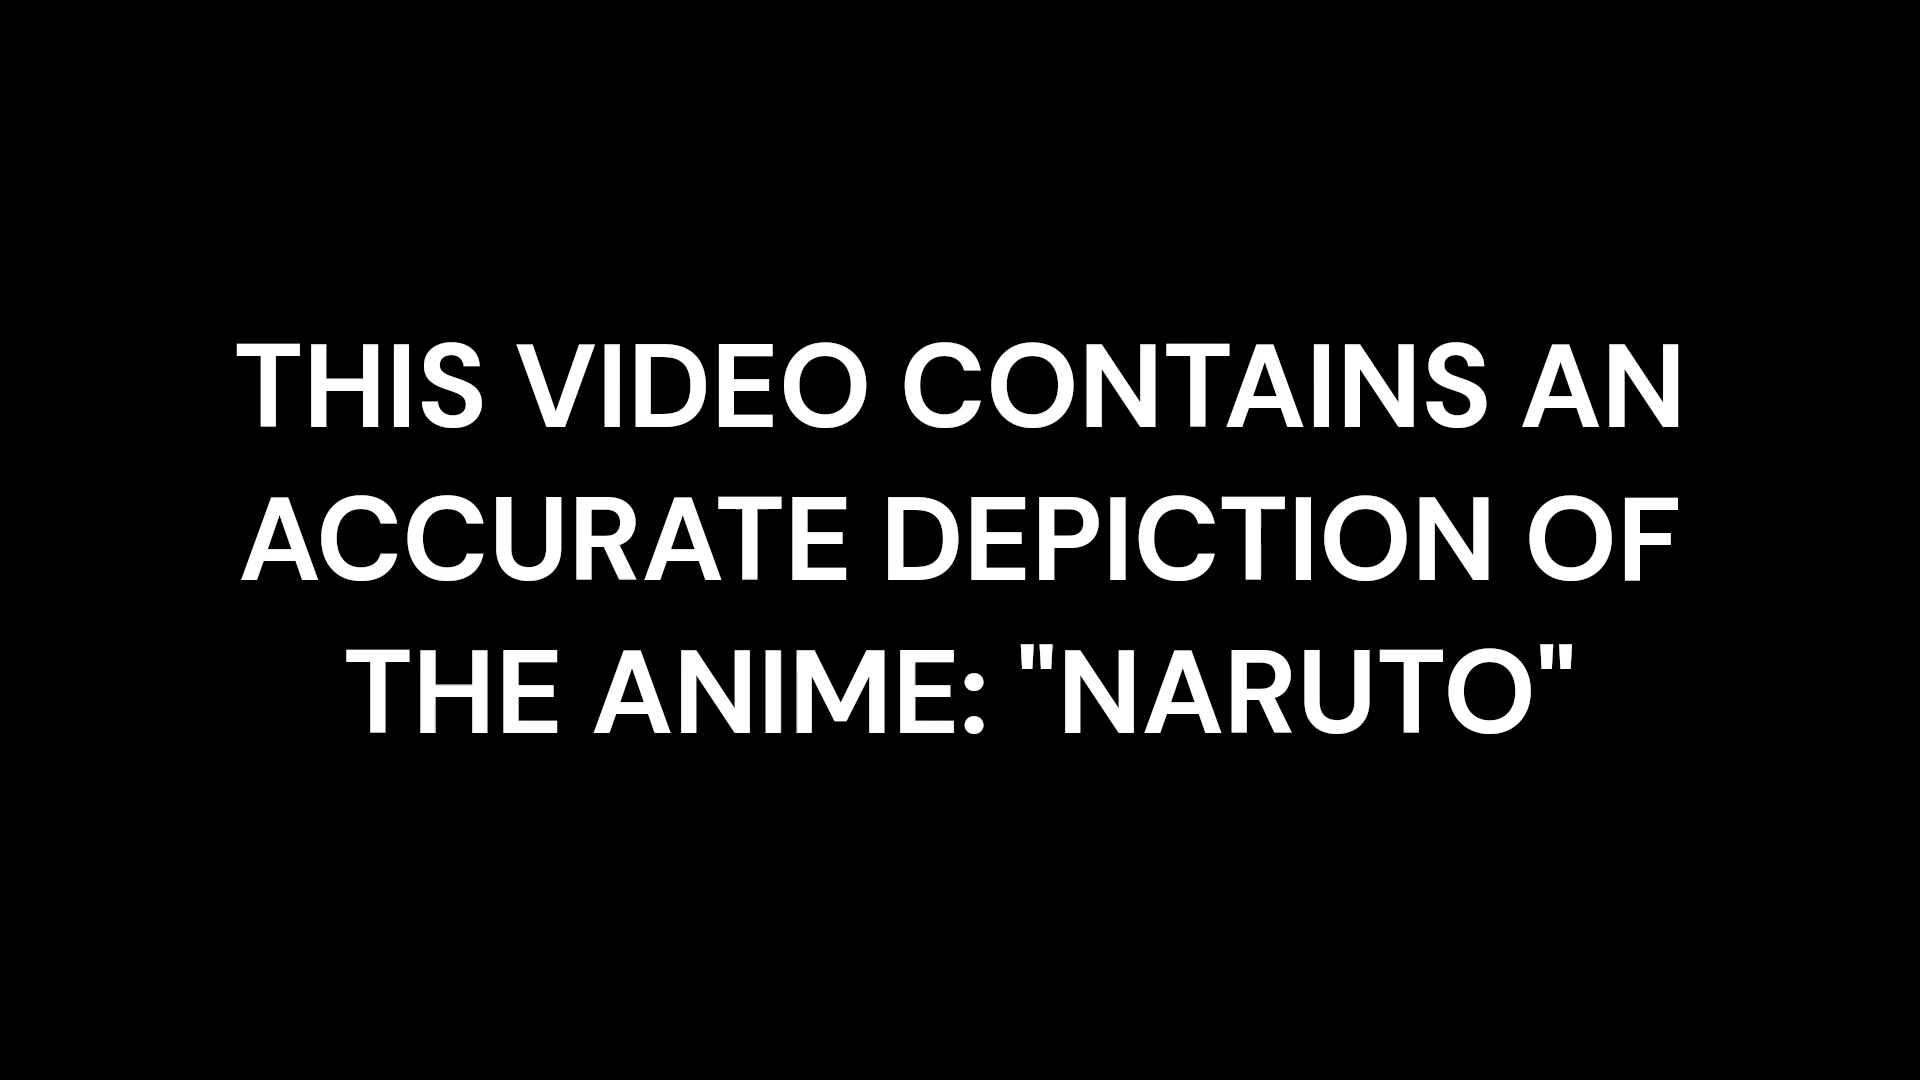 THIS VIDEO CONTAINS AN
ACCURATE DEPICTION OF
THE ANIME: "NARUTO"